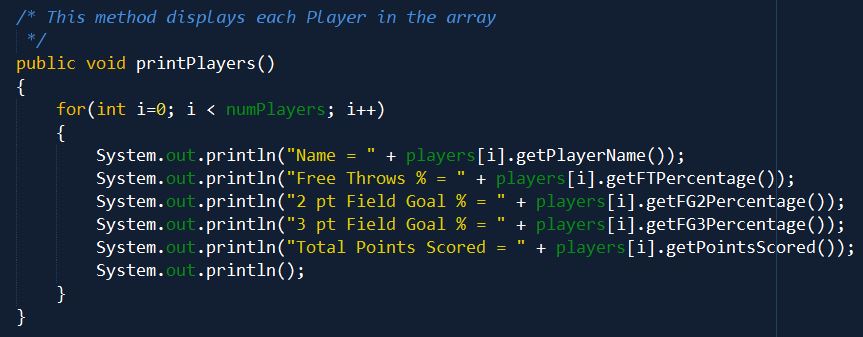 /* This method displays each Player in the array
 */
public void printPlayers()
{
    for(int i=0; i < numPlayers; i++)
    {
        System.out.println("Name = " + players[i].getPlayerName());
        System.out.println("Free Throws % = " + players[i].getFTPercentage());
        System.out.println("2 pt Field Goal % = " + players[i].getFG2Percentage());
        System.out.println("3 pt Field Goal % = " + players[i].getFG3Percentage());
        System.out.println("Total Points Scored = " + players[i].getPointsScored());
        System.out.println();
    }
}